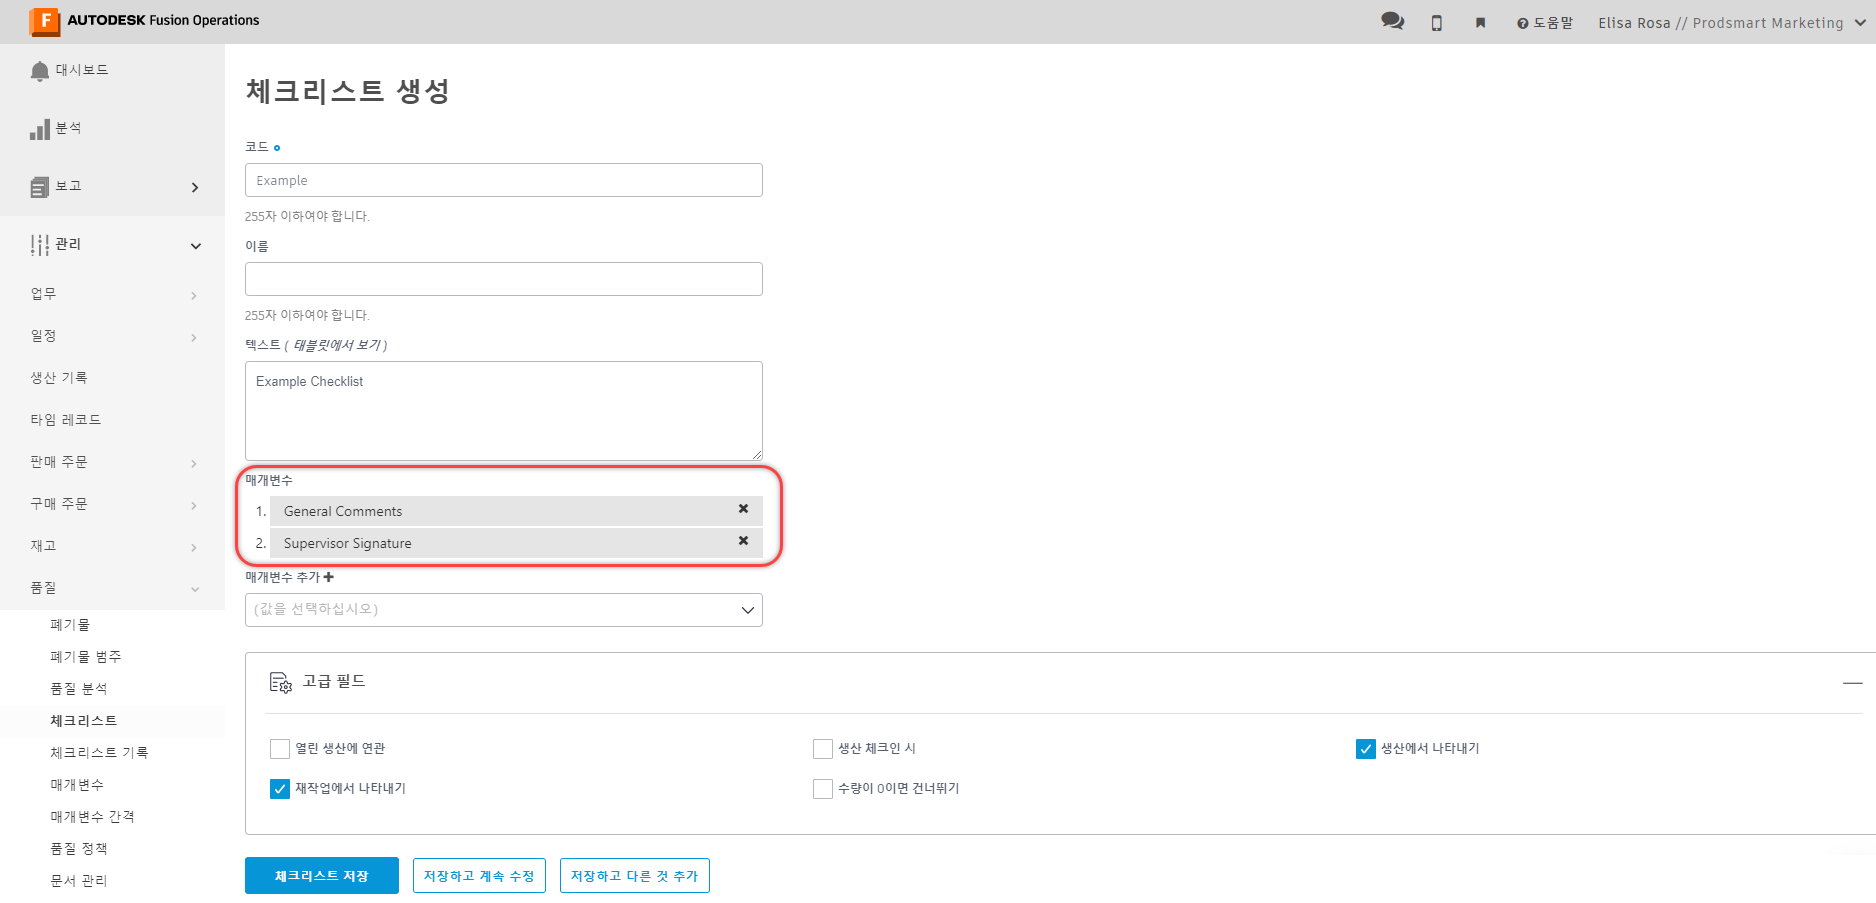 AUTODESK Fusion Operations
도움말
Elisa Rosa // Prodsmart Marketing
대시보드
분석
보고
관리
업무
일정
생산 기록
타임 레코드
판매 주문
구매 주문
재고
품질
폐기물
폐기물 범주
품질 분석
체크리스트
체크리스트 기록
매개변수
매개변수 간격
품질 정책
문서 관리
체크리스트 생성
코드
Example
255자 이하여야 합니다.
이름
255자 이하여야 합니다.
텍스트 ( 태블릿에서 보기 )
Example Checklist
매개변수
1. General Comments
2. Supervisor Signature
매개변수 추가
(값을 선택하십시오)
고급 필드
열린 생산에 연관
생산 체크인 시
생산에서 나타내기
재작업에서 나타내기
수량이 0이면 건너뛰기
체크리스트 저장
저장하고 계속 수정
저장하고 다른 것 추가